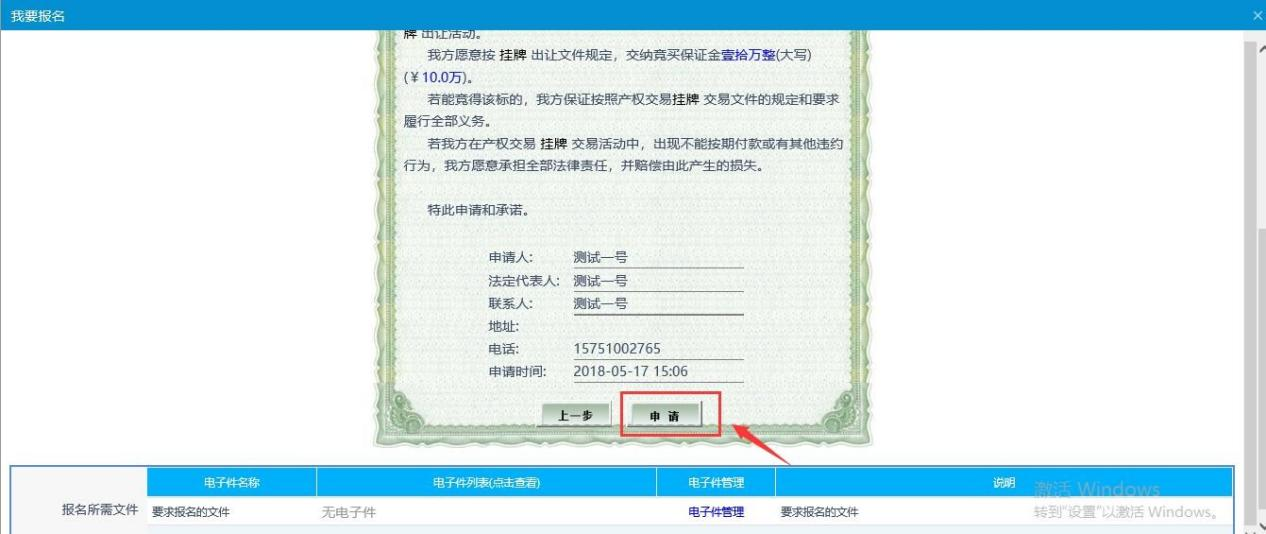 我要报名
牌 出让活动。
我方愿意按 挂牌 出让文件规定，交纳竞买保证金壹拾万整(大写)
(￥10.0万)。
若能竞得该标的，我方保证按照产权交易挂牌 交易文件的规定和要求
履行全部义务。
若我方在产权交易 挂牌 交易活动中，出现不能按期付款或有其他违约
行为，我方愿意承担全部法律责任，并赔偿由此产生的损失。
特此申请和承诺。
申请人: 测试一号
法定代表人: 测试一号
联系人: 测试一号
地址:
电话: 15751002765
申请时间: 2018-05-17 15:06
上一步 申 请
电子件名称 电子件列表(点击查看) 电子件管理 说明
报名所需文件 要求报名的文件 无电子件 电子件管理 要求报名的文件
激活 Windows
转到"设置"以激活 Windows。